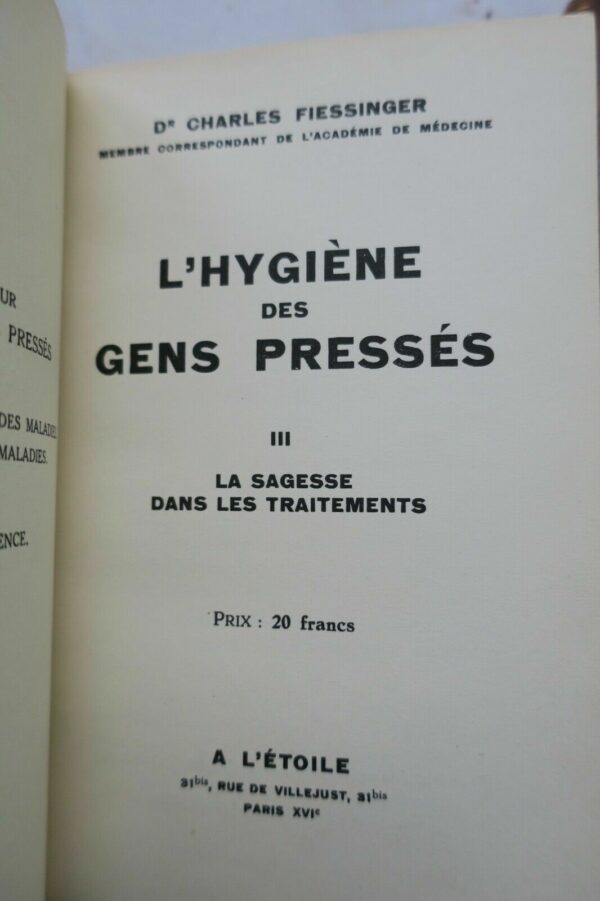 UR
PRESSÉS
DES MALADIES
MALADIES.
ENCE.
Dʳ CHARLES FIESSINGER
MEMBRE CORRESPONDANT DE L'ACADÉMIE DE MÉDECINE
L'HYGIÈNE
DES
GENS PRESSÉS
III
LA SAGESSE
DANS LES TRAITEMENTS
PRIX : 20 francs
A L'ÉTOILE
31bis, RUE DE VILLEJUST, 31bis
PARIS XVIe